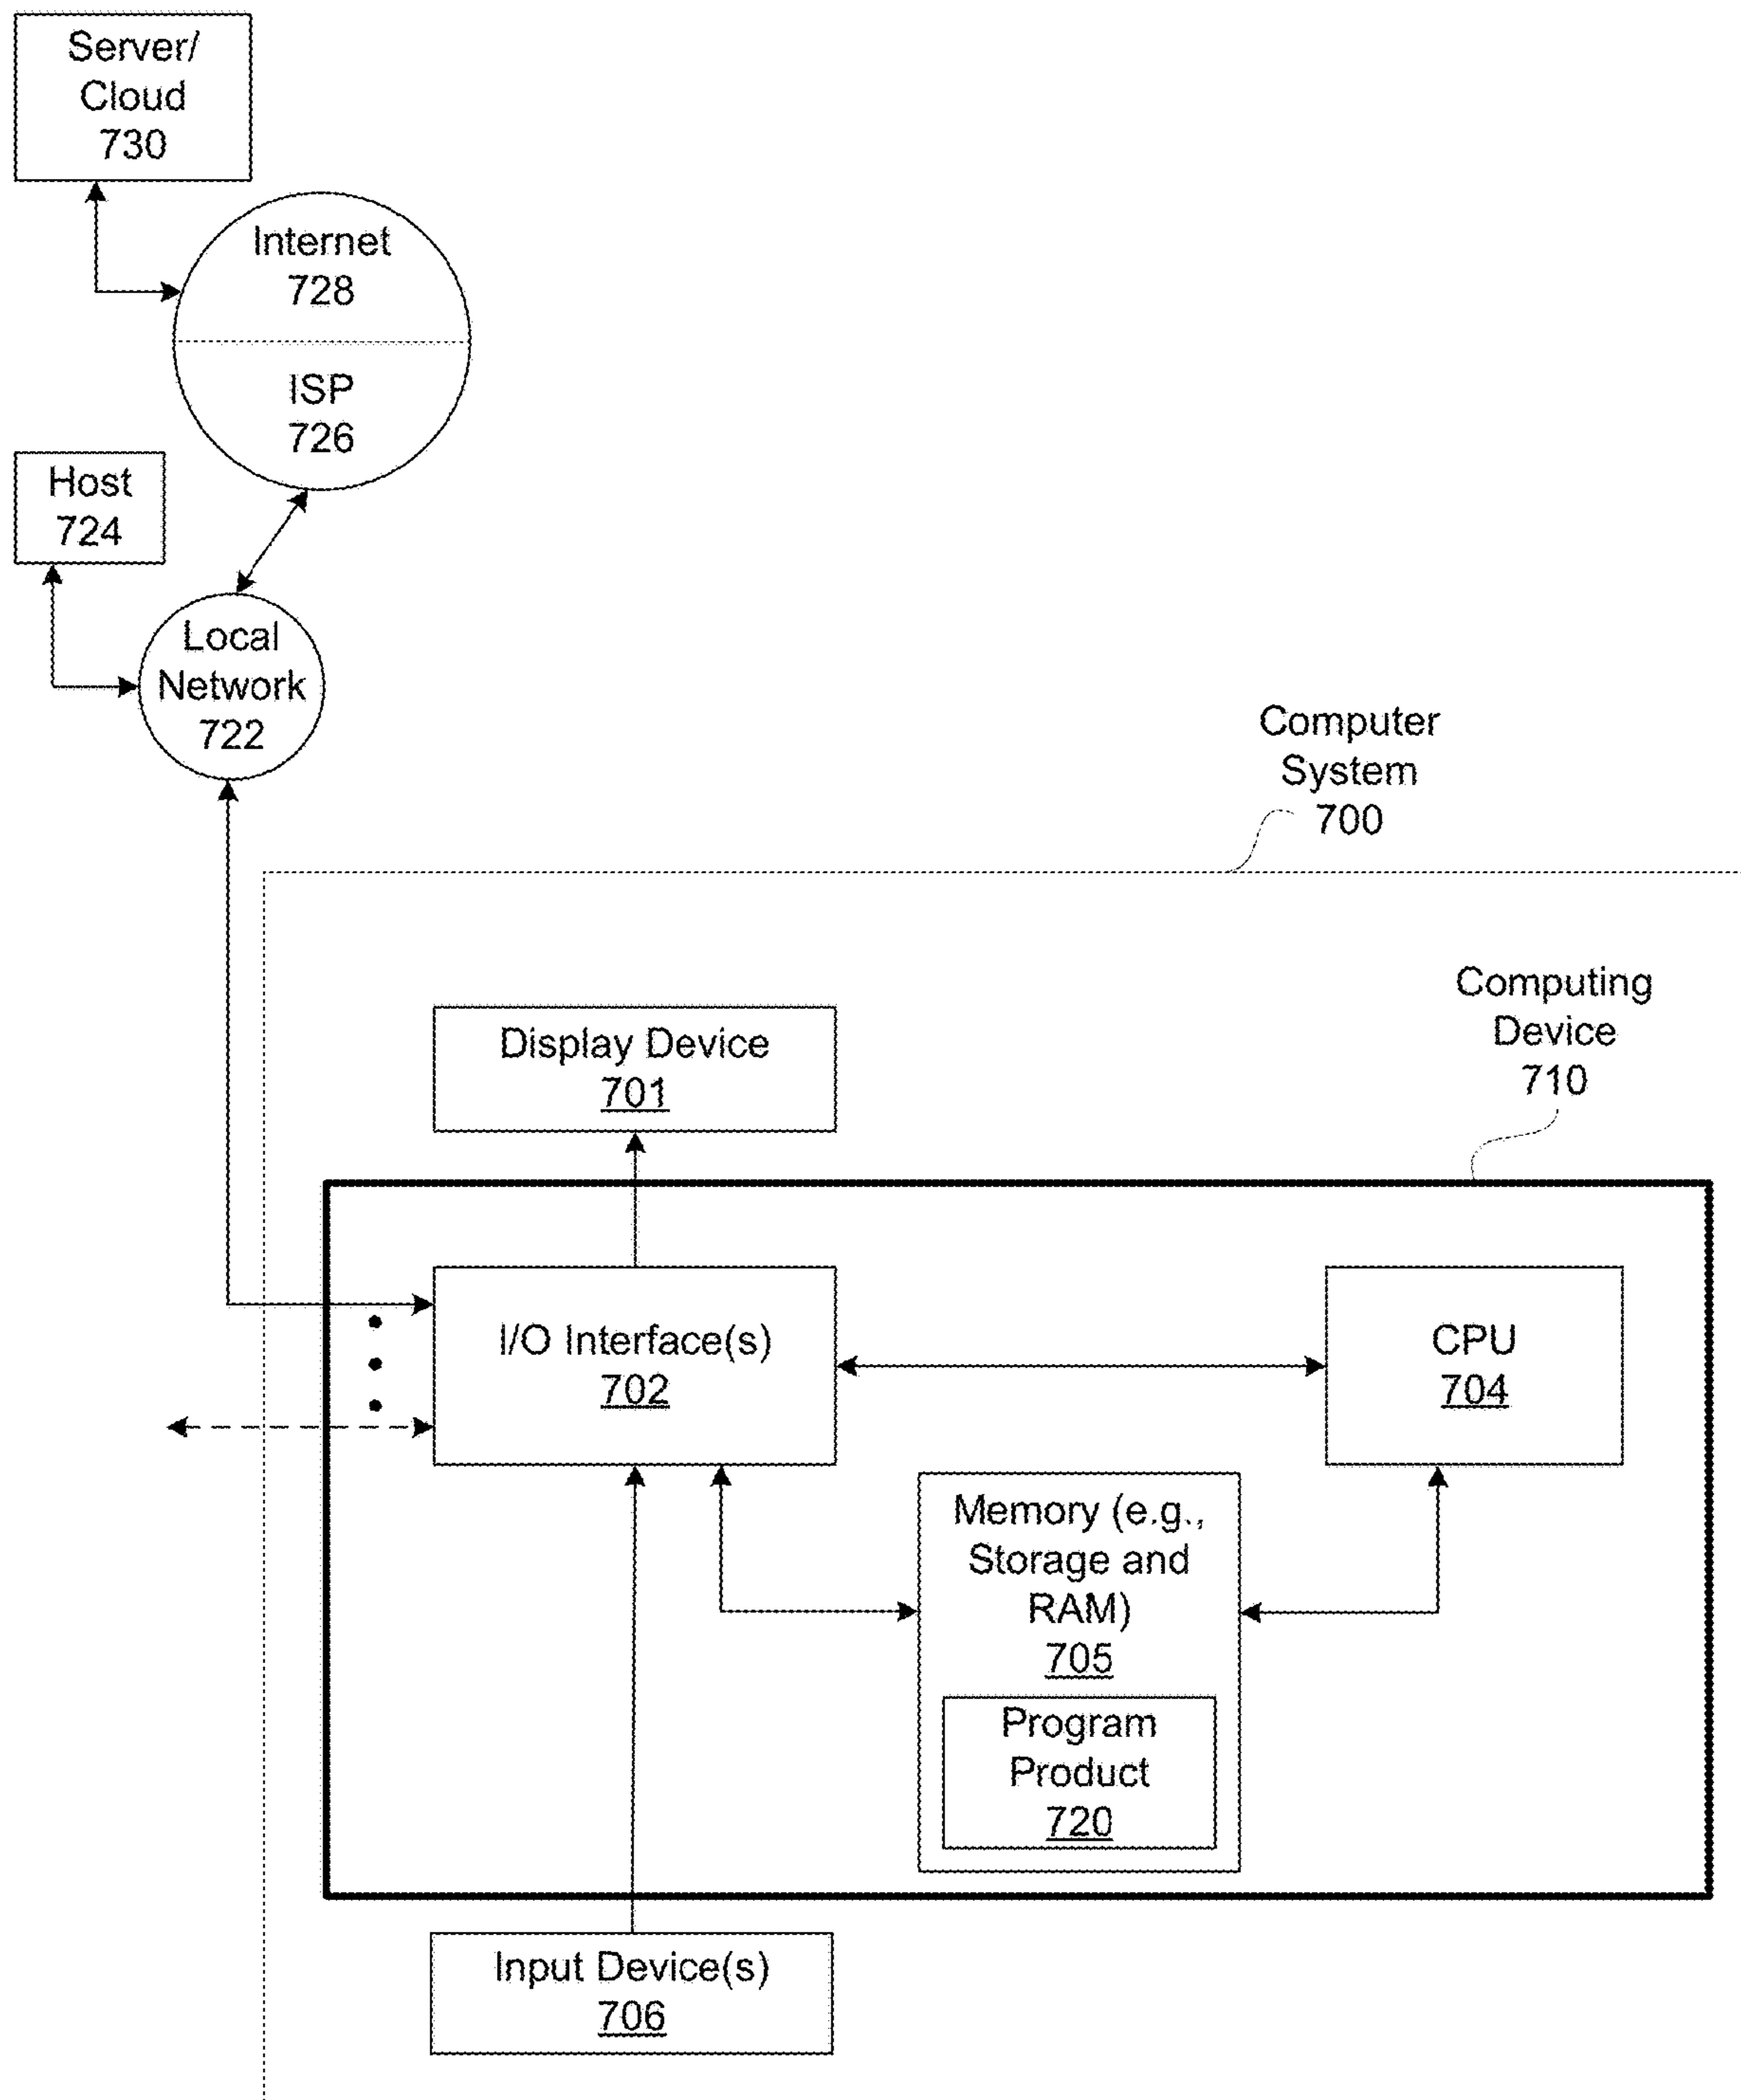 Server/
Cloud
730
Internet
728
ISP
726
Host
724
Local
Network
722
Computer
System
700
Computing
Device
710
Display Device
701
I/O Interface(s)
702
CPU
704
Memory (e.g.,
Storage and
RAM)
705
Program
Product
720
Input Device(s)
706